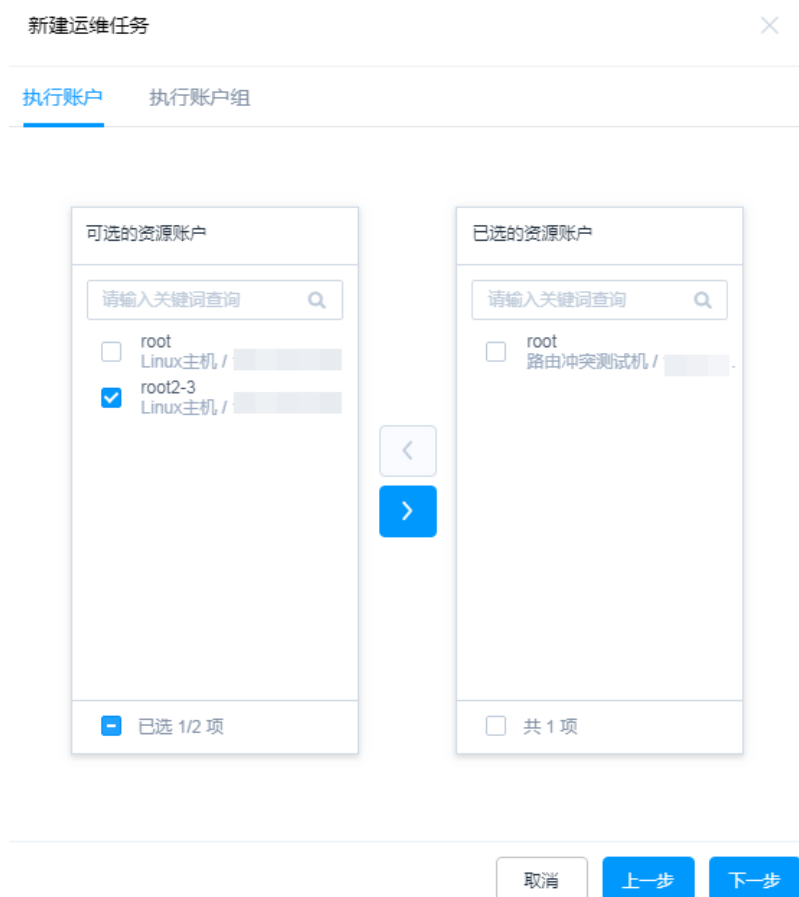 新建运维任务
执行账户 执行账户组
可选的资源账户
请输入关键词查询
root
Linux主机 /
root2-3
Linux主机 /
已选 1/2 项
已选的资源账户
请输入关键词查询
root
路由冲突测试机 /
共 1 项
取消 上一步 下一步